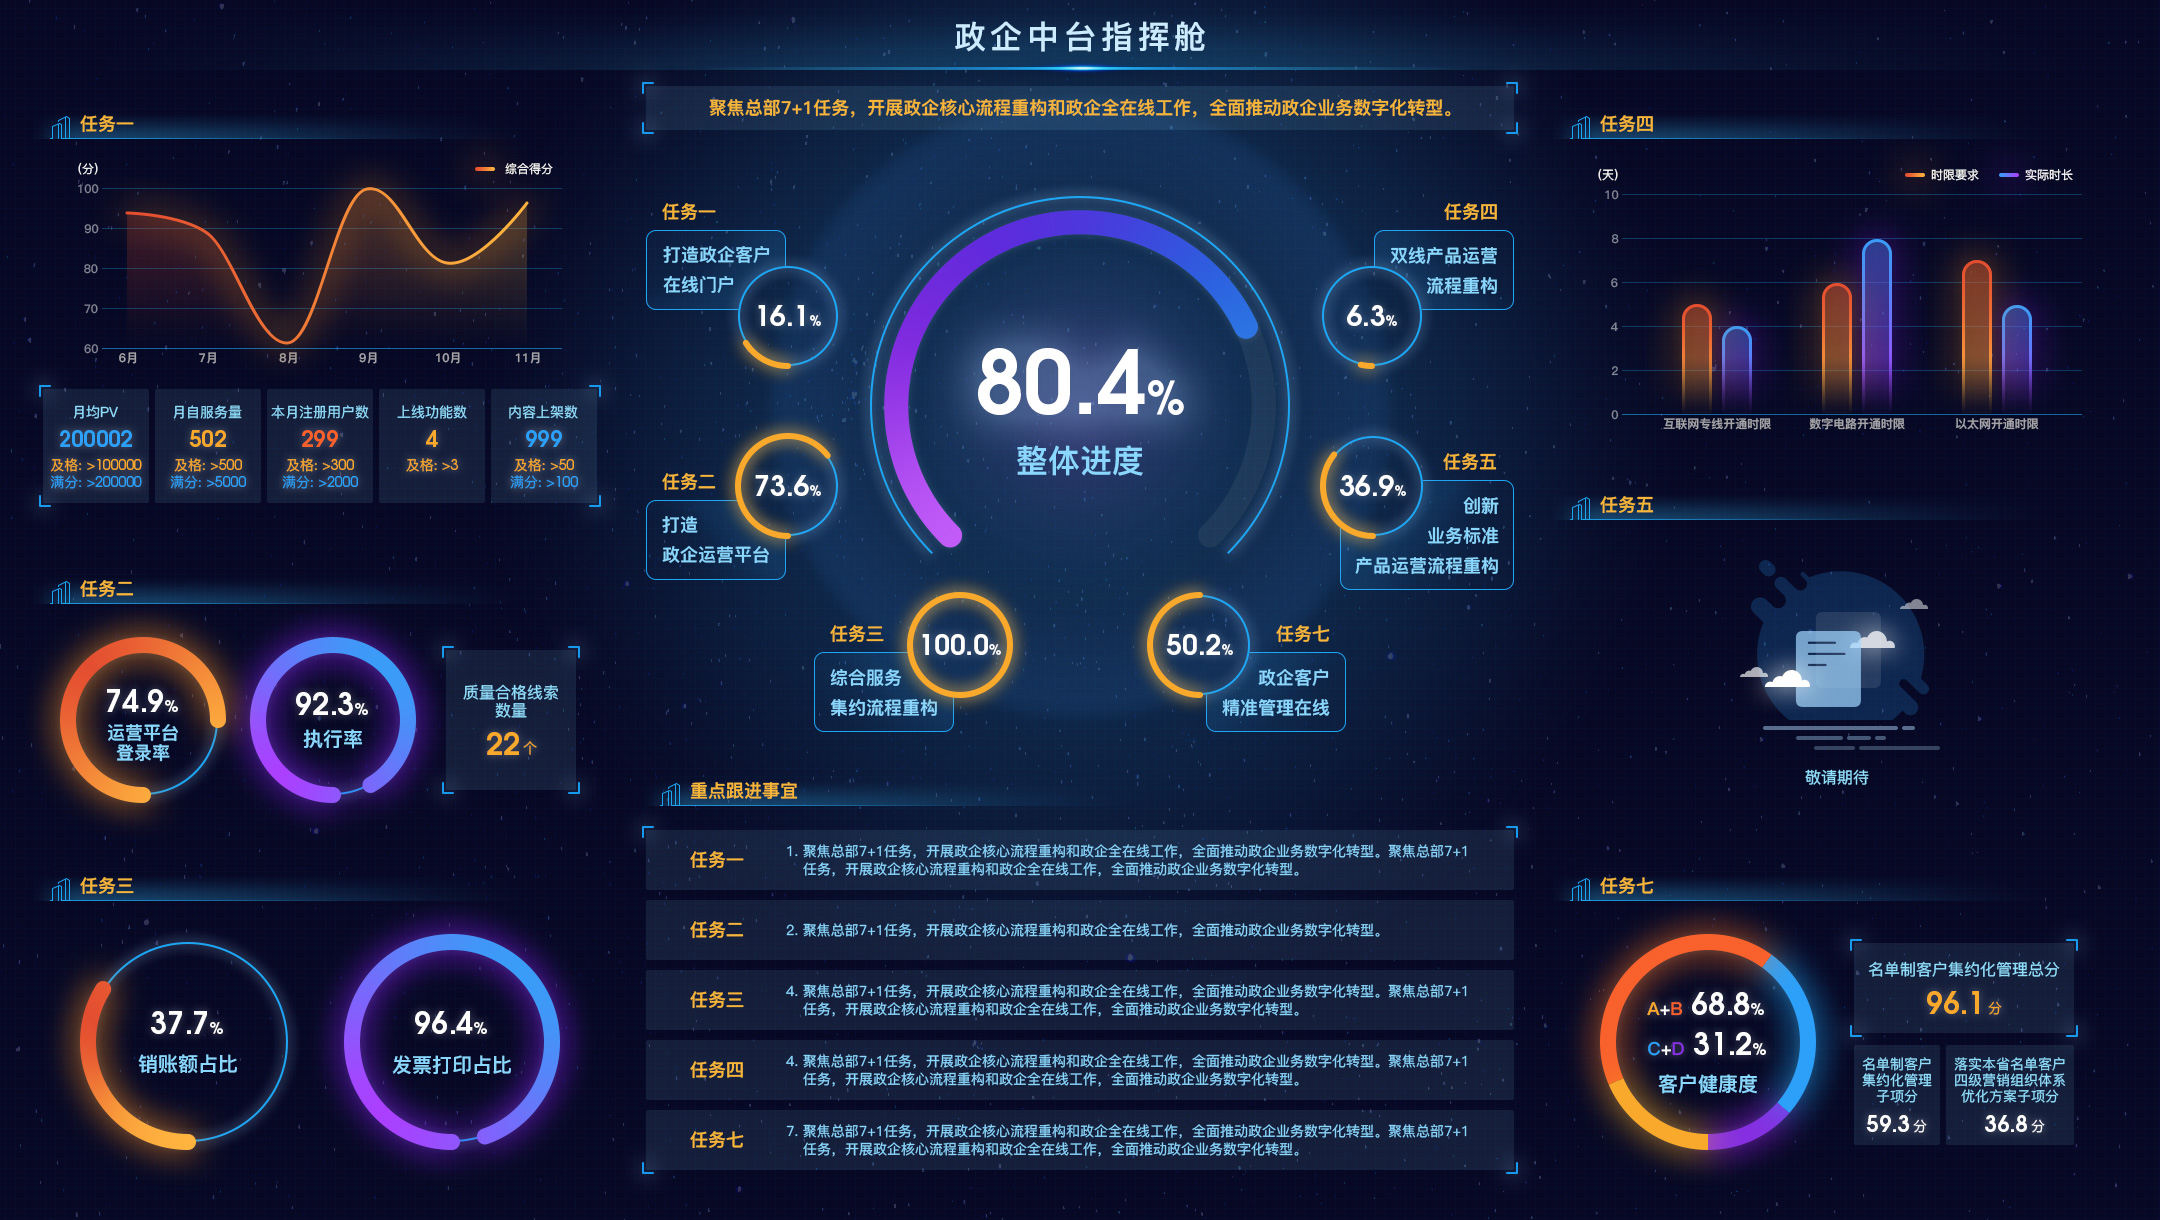 政企中台指挥舱
聚焦总部7+1任务，开展政企核心流程重构和政企全在线工作，全面推动政企业务数字化转型。
任务一
(分)
综合得分
100
90
80
70
60
6月
7月
8月
9月
10月
11月
月均PV
200002
及格: >100000
满分: >200000
月自服务量
502
及格: >500
满分: >5000
本月注册用户数
299
及格: >300
满分: >2000
上线功能数
4
及格: >3
内容上架数
999
及格: >50
满分: >100
任务二
74.9%
运营平台
登录率
92.3%
执行率
质量合格线索
数量
22个
任务三
37.7%
销账额占比
96.4%
发票打印占比
任务一
打造政企客户
在线门户
16.1%
任务二
打造
政企运营平台
73.6%
任务三
综合服务
集约流程重构
100.0%
80.4%
整体进度
任务四
双线产品运营
流程重构
6.3%
任务五
创新
业务标准
产品运营流程重构
36.9%
任务七
政企客户
精准管理在线
50.2%
重点跟进事宜
任务一
1. 聚焦总部7+1任务，开展政企核心流程重构和政企全在线工作，全面推动政企业务数字化转型。聚焦总部7+1
任务，开展政企核心流程重构和政企全在线工作，全面推动政企业务数字化转型。
任务二
2. 聚焦总部7+1任务，开展政企核心流程重构和政企全在线工作，全面推动政企业务数字化转型。
任务三
4. 聚焦总部7+1任务，开展政企核心流程重构和政企全在线工作，全面推动政企业务数字化转型。聚焦总部7+1
任务，开展政企核心流程重构和政企全在线工作，全面推动政企业务数字化转型。
任务四
4. 聚焦总部7+1任务，开展政企核心流程重构和政企全在线工作，全面推动政企业务数字化转型。聚焦总部7+1
任务，开展政企核心流程重构和政企全在线工作，全面推动政企业务数字化转型。
任务七
7. 聚焦总部7+1任务，开展政企核心流程重构和政企全在线工作，全面推动政企业务数字化转型。聚焦总部7+1
任务，开展政企核心流程重构和政企全在线工作，全面推动政企业务数字化转型。
任务四
(天)
时限要求
实际时长
10
8
6
4
2
0
互联网专线开通时限
数字电路开通时限
以太网开通时限
任务五
敬请期待
任务七
A+B 68.8%
C+D 31.2%
客户健康度
名单制客户集约化管理总分
96.1 分
名单制客户
集约化管理
子项分
59.3 分
落实本省名单客户
四级营销组织体系
优化方案子项分
36.8 分